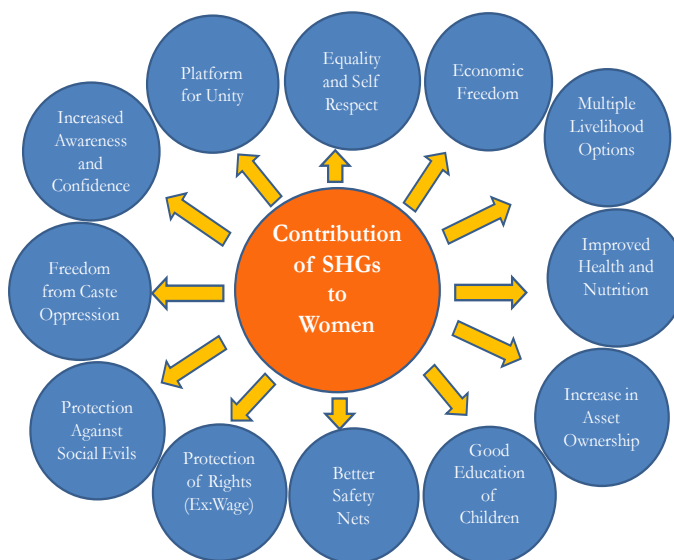 Contribution
of SHGs
to
Women
Equality
and Self
Respect
Economic
Freedom
Multiple
Livelihood
Options
Improved
Health and
Nutrition
Increase in
Asset
Ownership
Good
Education
of
Children
Better
Safety
Nets
Protection
of Rights
(Ex:Wage)
Protection
Against
Social Evils
Freedom
from Caste
Oppression
Increased
Awareness
and
Confidence
Platform
for Unity